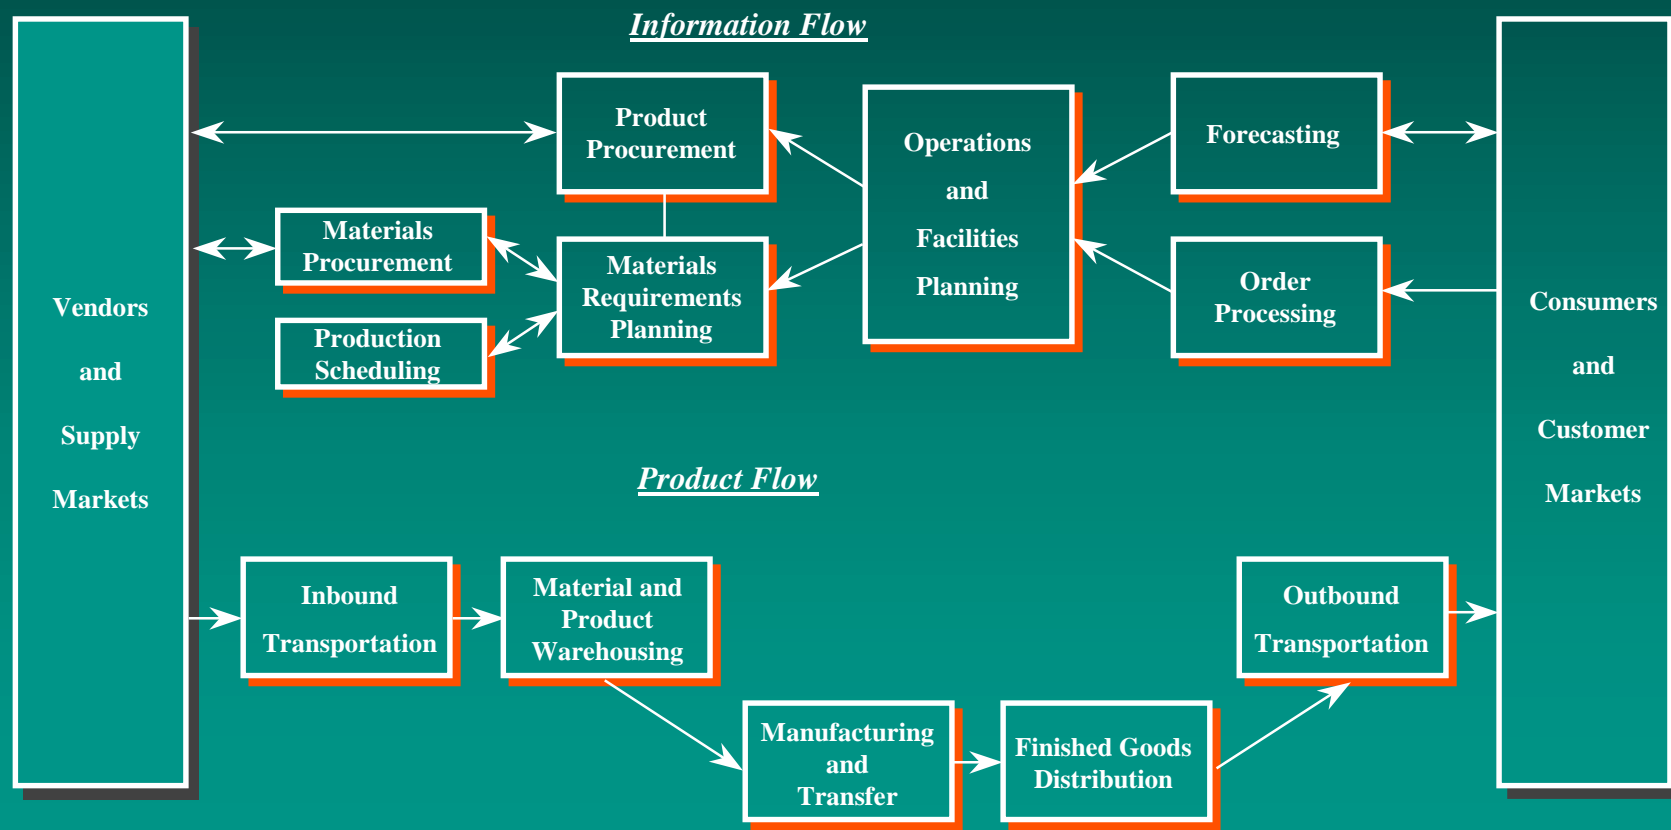 Information Flow
Vendors
and
Supply
Markets
Product
Procurement
Materials
Procurement
Production
Scheduling
Materials
Requirements
Planning
Operations
and
Facilities
Planning
Forecasting
Order
Processing
Consumers
and
Customer
Markets
Product Flow
Inbound
Transportation
Material and
Product
Warehousing
Manufacturing
and
Transfer
Finished Goods
Distribution
Outbound
Transportation